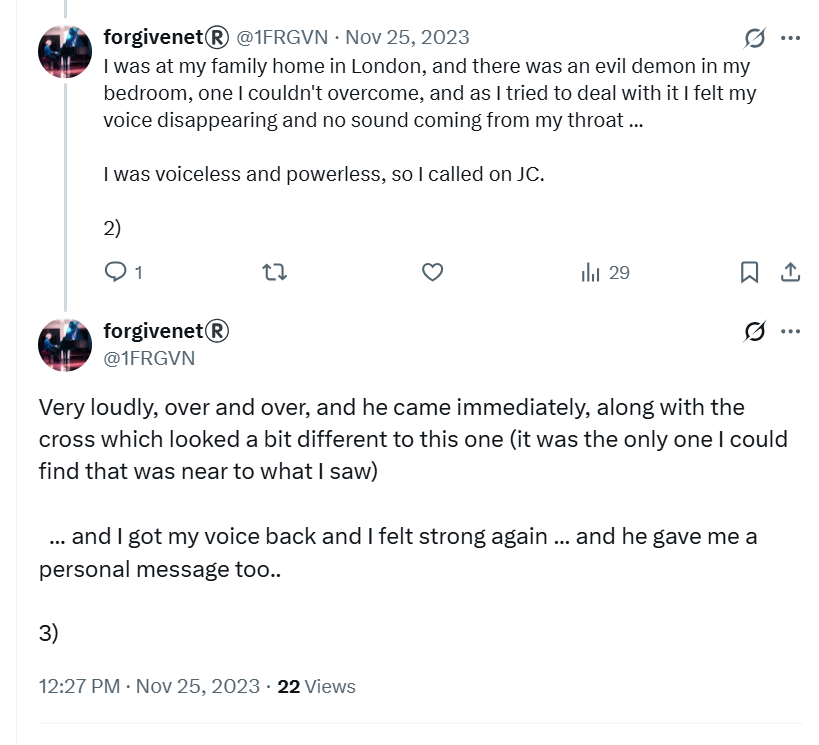 forgivenet® @1FRGVN · Nov 25, 2023
I was at my family home in London, and there was an evil demon in my
bedroom, one I couldn't overcome, and as I tried to deal with it I felt my
voice disappearing and no sound coming from my throat ...
I was voiceless and powerless, so I called on JC.
2)
1 29
forgivenet®
@1FRGVN
Very loudly, over and over, and he came immediately, along with the
cross which looked a bit different to this one (it was the only one I could
find that was near to what I saw)
... and I got my voice back and I felt strong again ... and he gave me a
personal message too..
3)
12:27 PM · Nov 25, 2023 · 22 Views